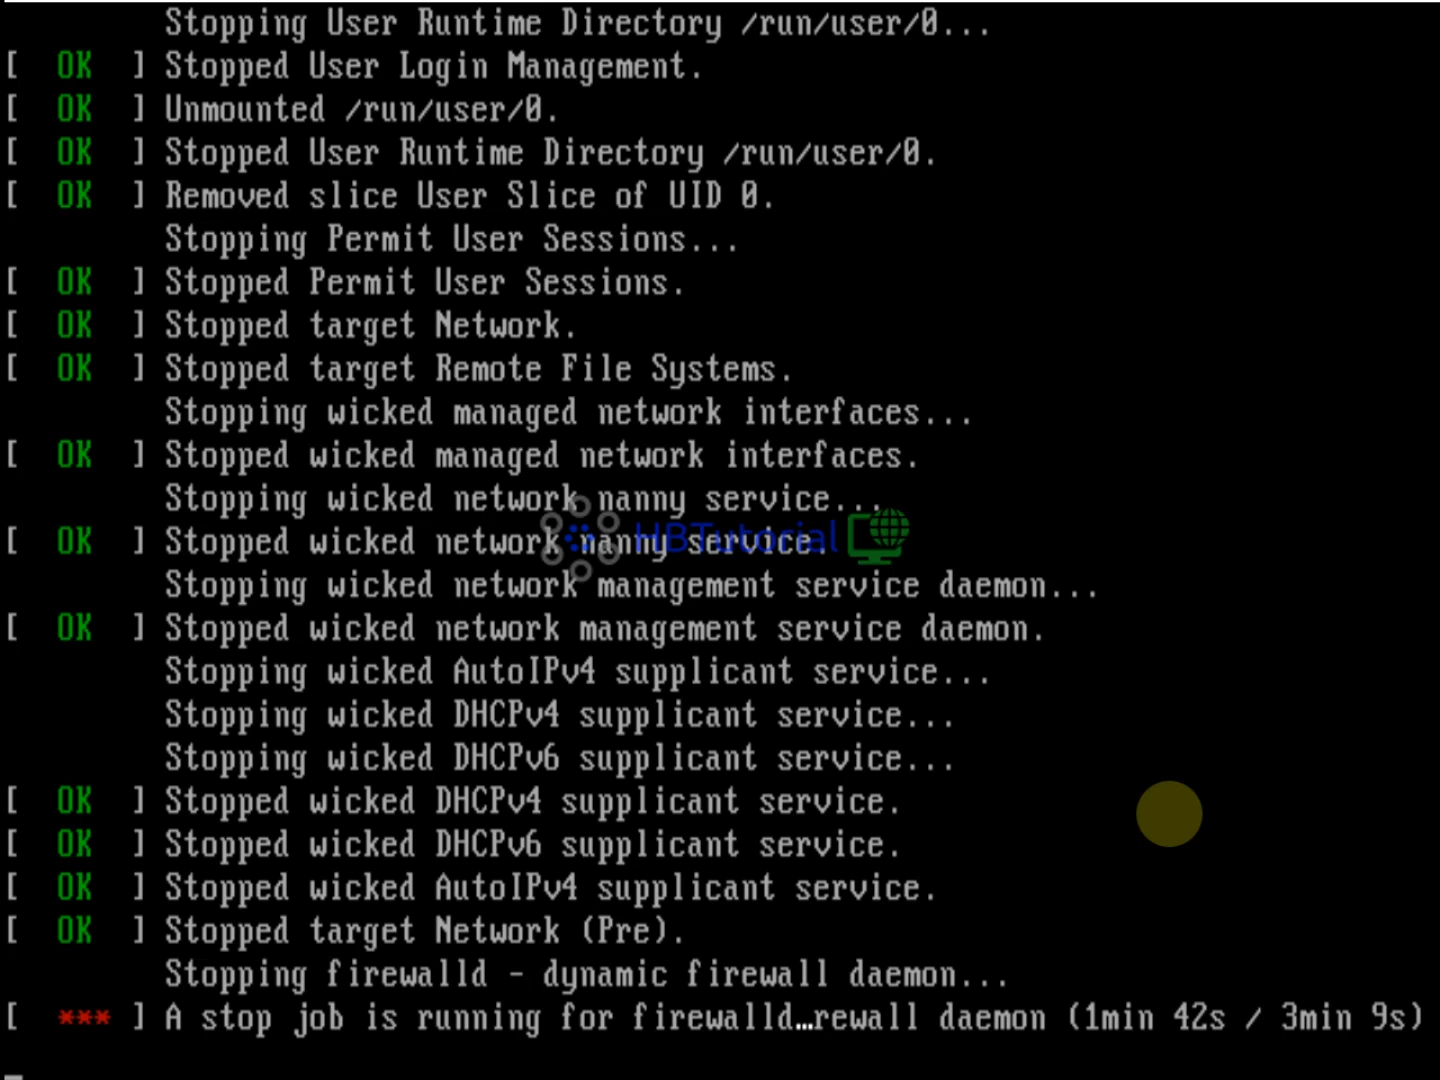 Stopping User Runtime Directory /run/user/0...
[  OK  ] Stopped User Login Management.
[  OK  ] Unmounted /run/user/0.
[  OK  ] Stopped User Runtime Directory /run/user/0.
[  OK  ] Removed slice User Slice of UID 0.
Stopping Permit User Sessions...
[  OK  ] Stopped Permit User Sessions.
[  OK  ] Stopped target Network.
[  OK  ] Stopped target Remote File Systems.
Stopping wicked managed network interfaces...
[  OK  ] Stopped wicked managed network interfaces.
Stopping wicked network nanny service...
[  OK  ] Stopped wicked network nanny service.
HBTutorial
Stopping wicked network management service daemon...
[  OK  ] Stopped wicked network management service daemon.
Stopping wicked AutoIPv4 supplicant service...
Stopping wicked DHCPv4 supplicant service...
Stopping wicked DHCPv6 supplicant service...
[  OK  ] Stopped wicked DHCPv4 supplicant service.
[  OK  ] Stopped wicked DHCPv6 supplicant service.
[  OK  ] Stopped wicked AutoIPv4 supplicant service.
[  OK  ] Stopped target Network (Pre).
Stopping firewalld - dynamic firewall daemon...
[  *** ] A stop job is running for firewalld…rewall daemon (1min 42s / 3min 9s)